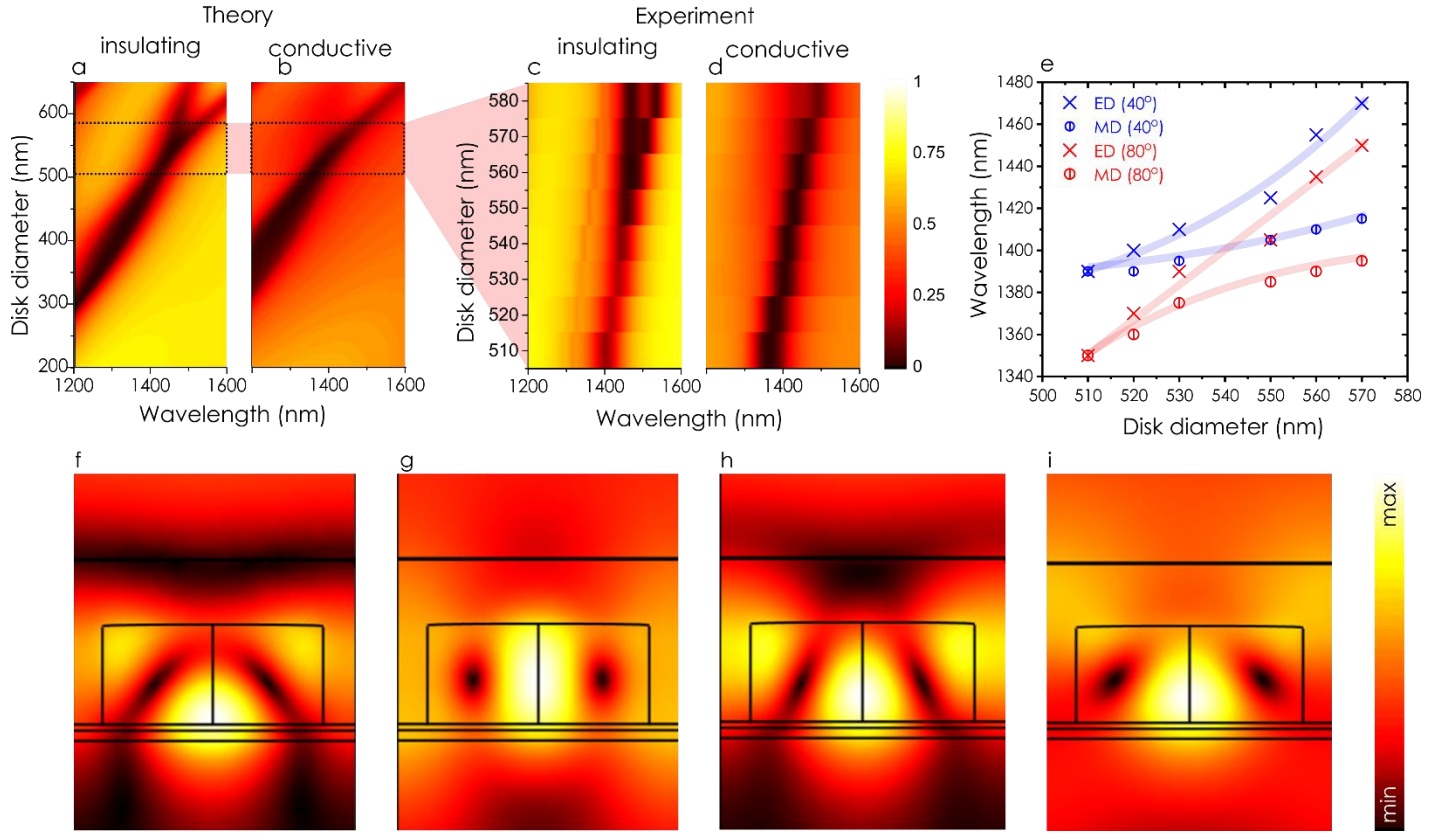 Theory
Experiment
insulating
conductive
insulating
conductive
a
b
c
d
e
Disk diameter (nm)
600
500
400
300
200
1200
1400
1600
1400
1600
Wavelength (nm)
Disk diameter (nm)
580
570
560
550
540
530
520
510
1200
1400
1600
1400
1600
Wavelength (nm)
1
0.75
0.5
0.25
0
Wavelength (nm)
1480
1460
1440
1420
1400
1380
1360
1340
ED (40°)
MD (40°)
ED (80°)
MD (80°)
500
510
520
530
540
550
560
570
580
Disk diameter (nm)
f
g
h
i
max
min